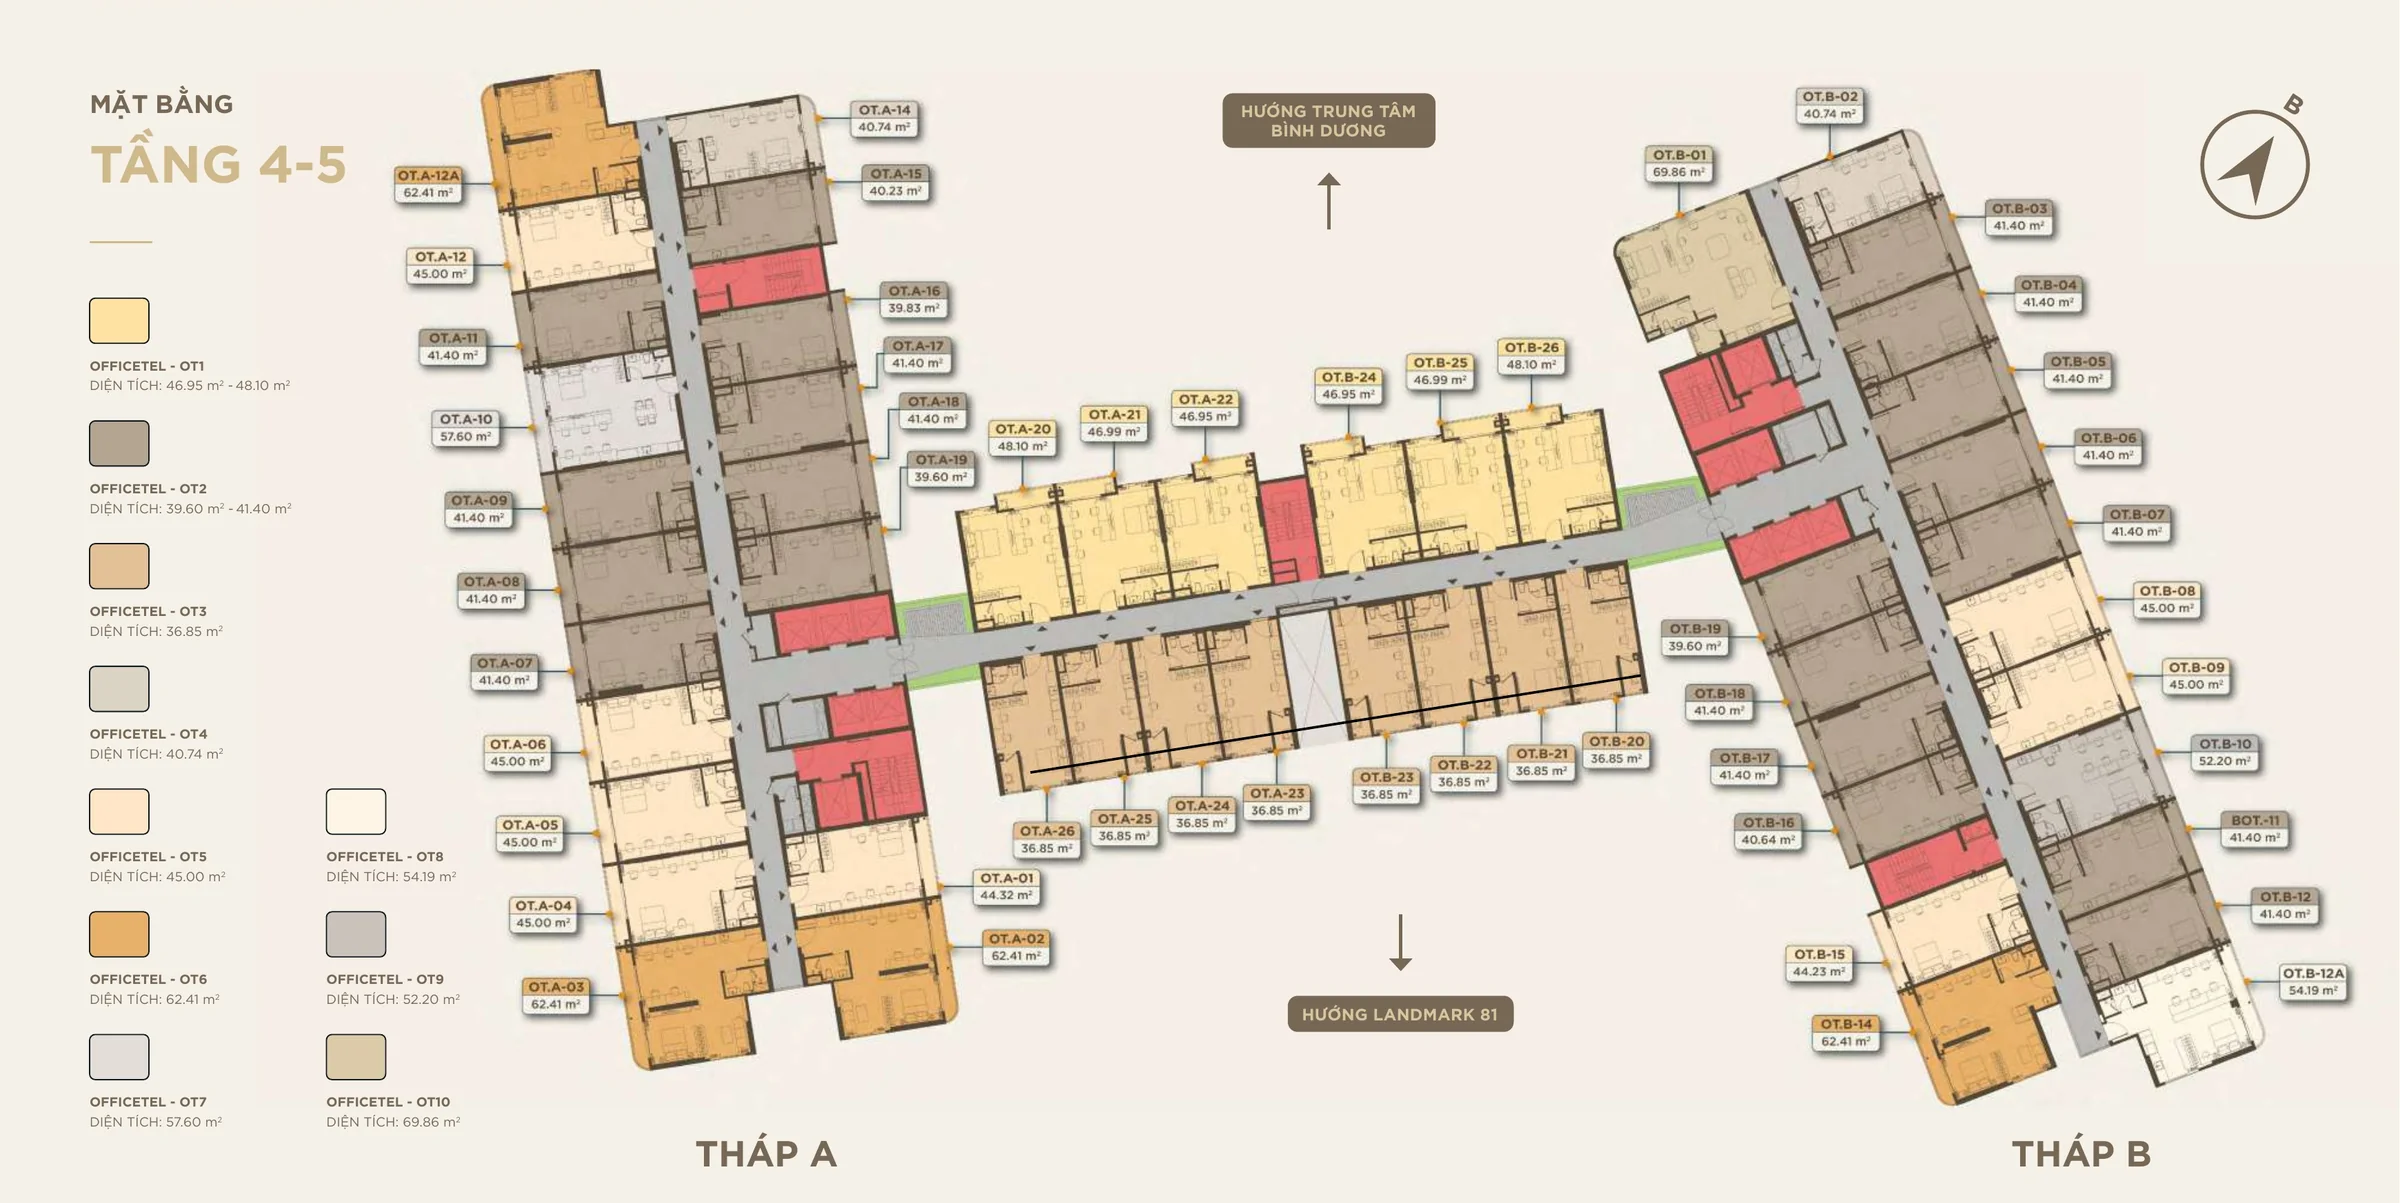 MẶT BẰNG
TẦNG 4-5
OFFICETEL - OT1
DIỆN TÍCH: 46.95 m² - 48.10 m²
OFFICETEL - OT2
DIỆN TÍCH: 39.60 m² - 41.40 m²
OFFICETEL - OT3
DIỆN TÍCH: 36.85 m²
OFFICETEL - OT4
DIỆN TÍCH: 40.74 m²
OFFICETEL - OT5
DIỆN TÍCH: 45.00 m²
OFFICETEL - OT6
DIỆN TÍCH: 62.41 m²
OFFICETEL - OT7
DIỆN TÍCH: 57.60 m²
OFFICETEL - OT8
DIỆN TÍCH: 54.19 m²
OFFICETEL - OT9
DIỆN TÍCH: 52.20 m²
OFFICETEL - OT10
DIỆN TÍCH: 69.86 m²
OT.A-12A
62.41 m²
OT.A-12
45.00 m²
OT.A-11
41.40 m²
OT.A-10
57.60 m²
OT.A-09
41.40 m²
OT.A-08
41.40 m²
OT.A-07
41.40 m²
OT.A-06
45.00 m²
OT.A-05
45.00 m²
OT.A-04
45.00 m²
OT.A-03
62.41 m²
OT.A-14
40.74 m²
OT.A-15
40.23 m²
OT.A-16
39.83 m²
OT.A-17
41.40 m²
OT.A-18
41.40 m²
OT.A-19
39.60 m²
OT.A-01
44.32 m²
OT.A-02
62.41 m²
THÁP A
HƯỚNG TRUNG TÂM
BÌNH DƯƠNG
OT.A-20
48.10 m²
OT.A-21
46.99 m²
OT.A-22
46.95 m²
OT.B-24
46.95 m²
OT.B-25
46.99 m²
OT.B-26
48.10 m²
OT.A-26
36.85 m²
OT.A-25
36.85 m²
OT.A-24
36.85 m²
OT.A-23
36.85 m²
OT.B-23
36.85 m²
OT.B-22
36.85 m²
OT.B-21
36.85 m²
OT.B-20
36.85 m²
HƯỚNG LANDMARK 81
OT.B-01
69.86 m²
OT.B-02
40.74 m²
OT.B-03
41.40 m²
OT.B-04
41.40 m²
OT.B-05
41.40 m²
OT.B-06
41.40 m²
OT.B-07
41.40 m²
OT.B-08
45.00 m²
OT.B-09
45.00 m²
OT.B-10
52.20 m²
BOT.-11
41.40 m²
OT.B-12
41.40 m²
OT.B-12A
54.19 m²
OT.B-19
39.60 m²
OT.B-18
41.40 m²
OT.B-17
41.40 m²
OT.B-16
40.64 m²
OT.B-15
44.23 m²
OT.B-14
62.41 m²
THÁP B
B